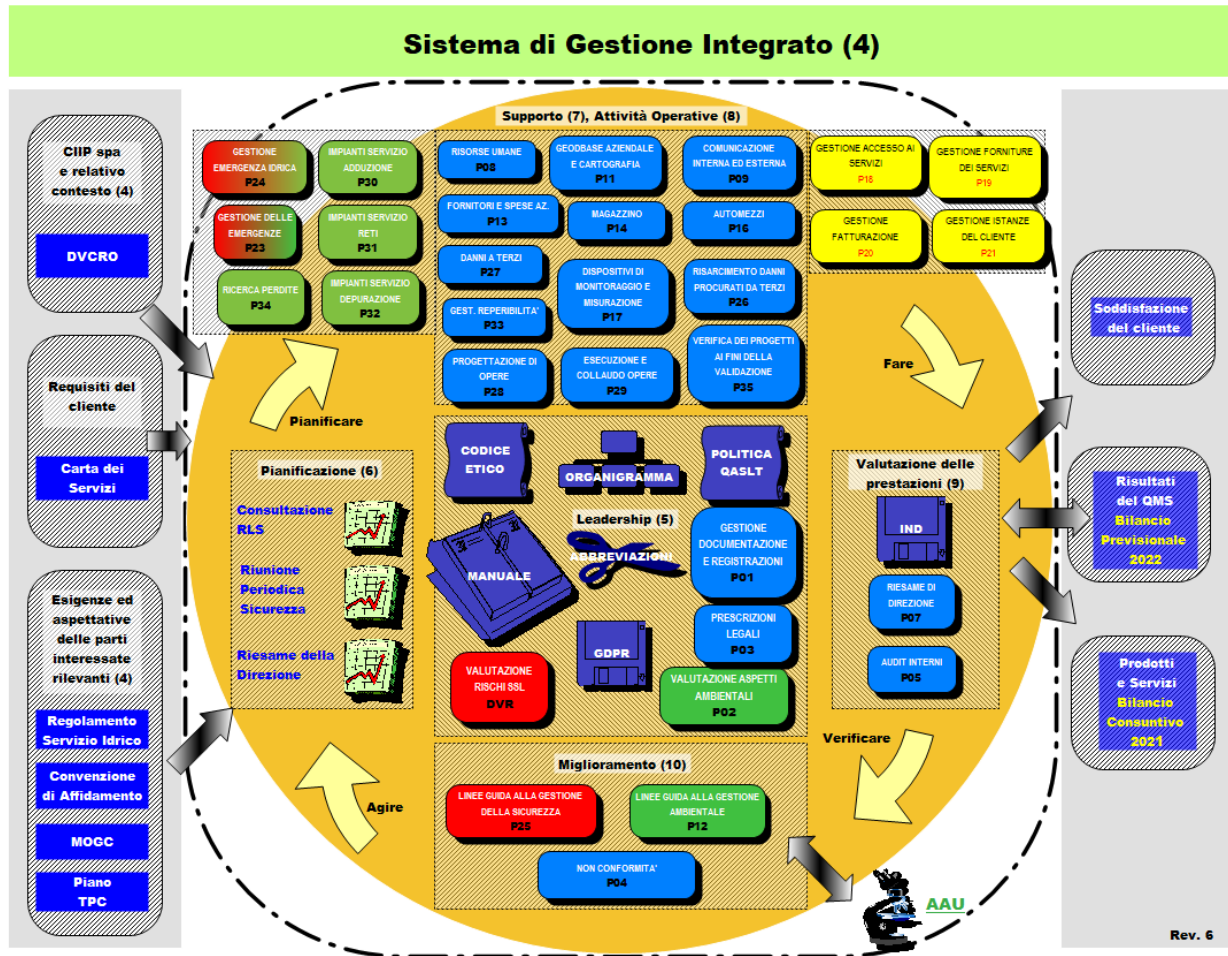 Sistema di Gestione Integrato (4)
CIIP spa
e relativo
contesto (4)
DVCRO
Requisiti del
cliente
Carta dei
Servizi
Esigenze ed
aspettative
delle parti
interessate
rilevanti (4)
Regolamento
Servizio Idrico
Convenzione
di Affidamento
MOGC
Piano
TPC
Supporto (7), Attività Operative (8)
GESTIONE
EMERGENZA IDRICA
P24
IMPIANTI SERVIZIO
ADDUZIONE
P30
GESTIONE DELLE
EMERGENZE
P23
IMPIANTI SERVIZIO
RETI
P31
RICERCA PERDITE
P34
IMPIANTI SERVIZIO
DEPURAZIONE
P32
RISORSE UMANE
P08
GEODBASE AZIENDALE
E CARTOGRAFIA
P11
COMUNICAZIONE
INTERNA ED ESTERNA
P09
FORNITORI E SPESE AZ.
P13
MAGAZZINO
P14
AUTOMEZZI
P16
DANNI A TERZI
P27
DISPOSITIVI DI
MONITORAGGIO E
MISURAZIONE
P17
RISARCIMENTO DANNI
PROCURATI DA TERZI
P26
GEST. REPERIBILITA'
P33
VERIFICA DEI PROGETTI
AI FINI DELLA
VALIDAZIONE
P35
PROGETTAZIONE DI
OPERE
P28
ESECUZIONE E
COLLAUDO OPERE
P29
GESTIONE ACCESSO AI
SERVIZI
P18
GESTIONE FORNITURE
DEI SERVIZI
P19
GESTIONE
FATTURAZIONE
P20
GESTIONE ISTANZE
DEL CLIENTE
P21
Pianificare
Fare
Verificare
Agire
Pianificazione (6)
Consultazione
RLS
Riunione
Periodica
Sicurezza
Riesame della
Direzione
CODICE
ETICO
ORGANIGRAMMA
POLITICA
QASLT
Leadership (5)
MANUALE
ABBREVIAZIONI
GESTIONE
DOCUMENTAZIONE
E REGISTRAZIONI
P01
PRESCRIZIONI
LEGALI
P03
GDPR
VALUTAZIONE
RISCHI SSL
DVR
VALUTAZIONE ASPETTI
AMBIENTALI
P02
Valutazione delle
prestazioni (9)
IND
RIESAME DI
DIREZIONE
P07
AUDIT INTERNI
P05
Miglioramento (10)
LINEE GUIDA ALLA GESTIONE
DELLA SICUREZZA
P25
LINEE GUIDA ALLA GESTIONE
AMBIENTALE
P12
NON CONFORMITA'
P04
AAU
Soddisfazione
del cliente
Risultati
del QMS
Bilancio
Previsionale
2022
Prodotti
e Servizi
Bilancio
Consuntivo
2021
Rev. 6